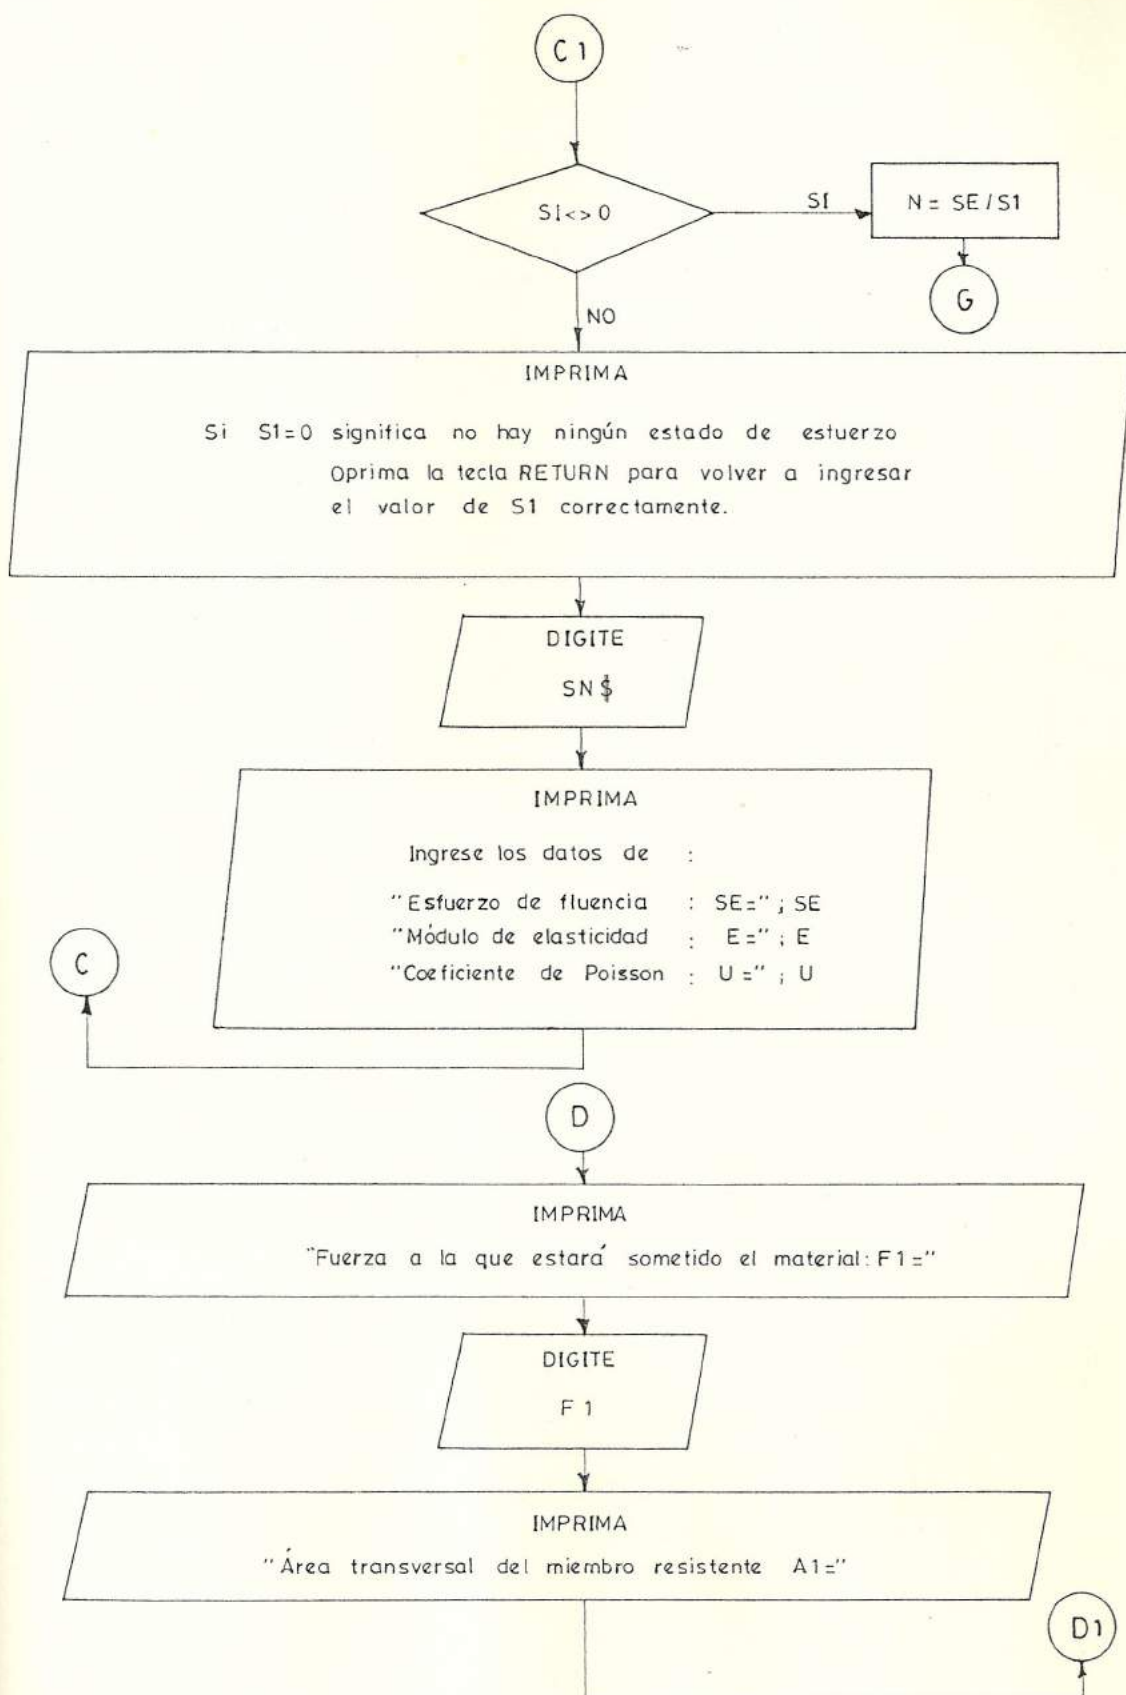 C1
Si<>0
SI
N = SE/S1
G
NO
IMPRIMA
Si S1=0 significa no hay ningún estado de estuerzo
Oprima la tecla RETURN para volver a ingresar
el valor de S1 correctamente.
DIGITE
SN$
IMPRIMA
Ingrese los datos de :
"Esfuerzo de fluencia : SE="; SE
"Módulo de elasticidad : E="; E
"Coeficiente de Poisson : U="; U
C
D
IMPRIMA
"Fuerza a la que estará sometido el material: F1="
DIGITE
F1
IMPRIMA
"Área transversal del miembro resistente A1="
D1